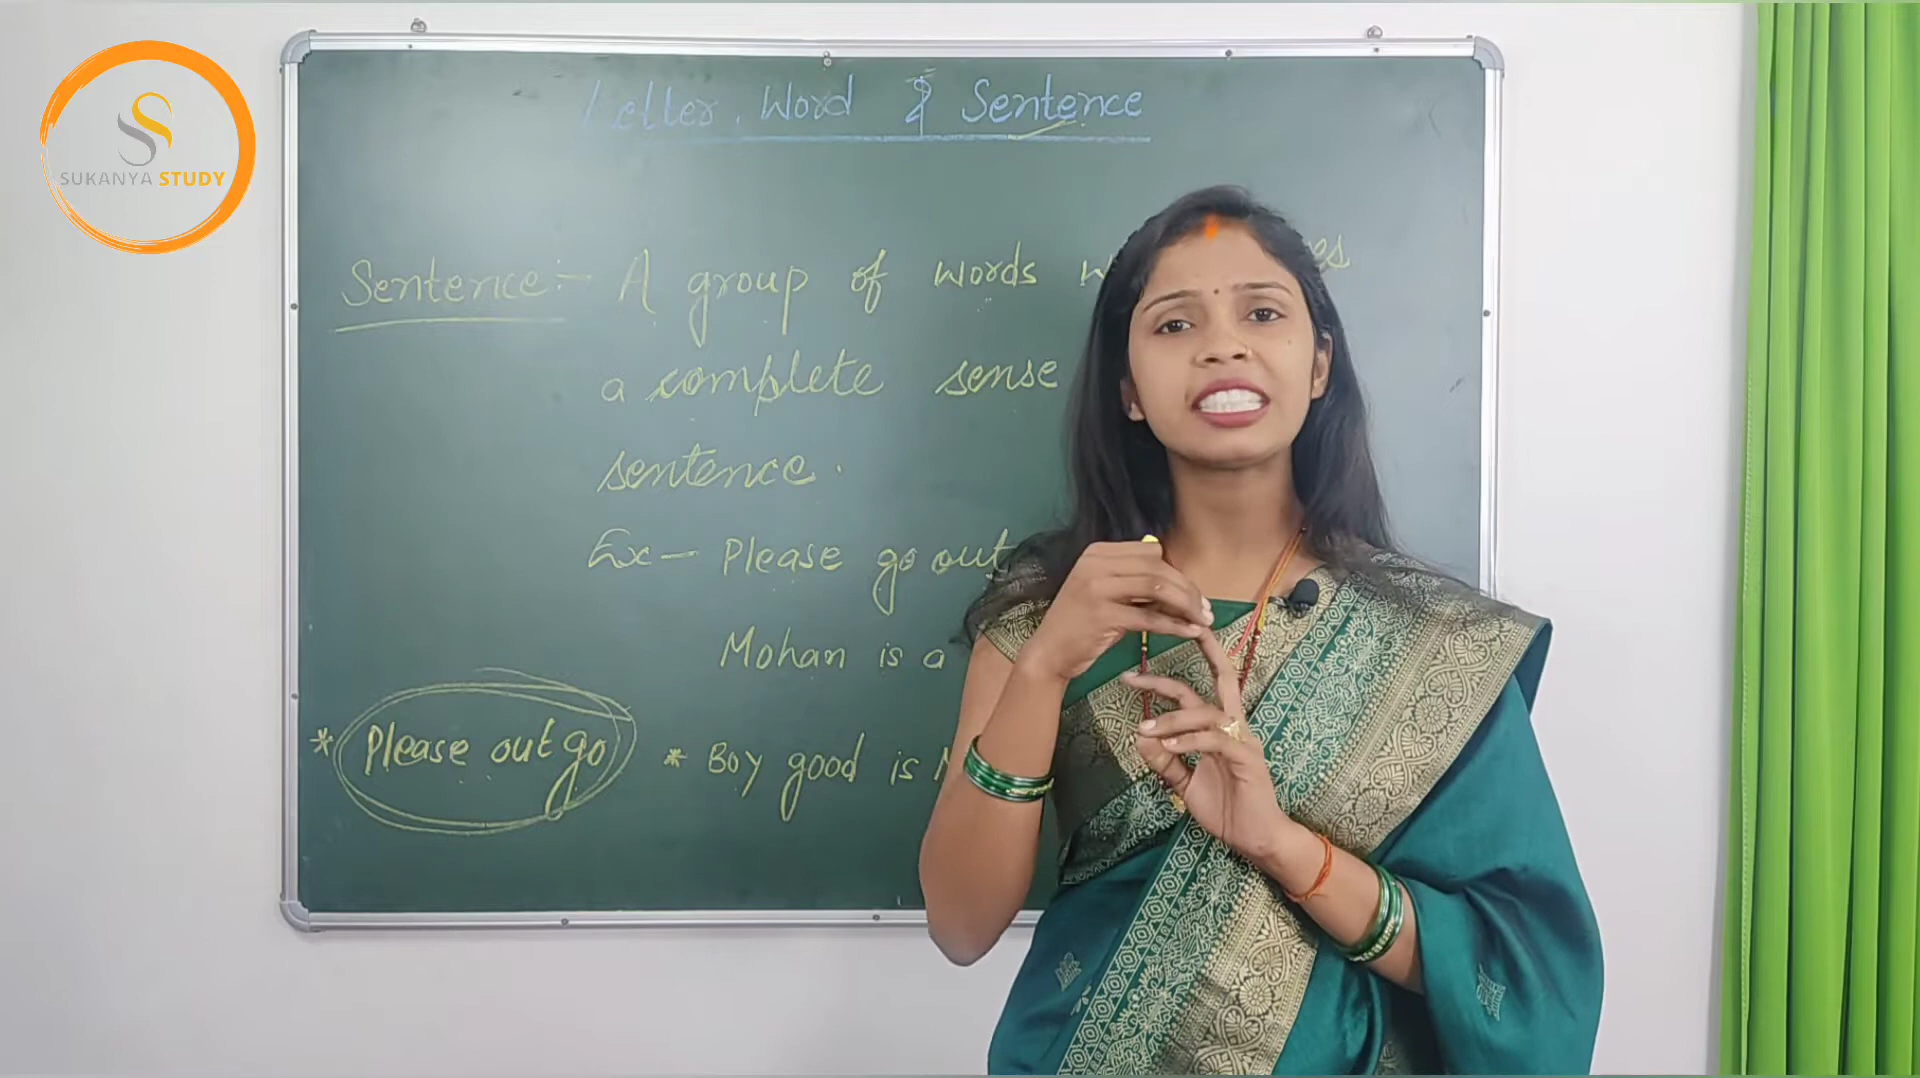 SUKANYA STUDY
Letter, Word & Sentence
Sentence :- A group of words
a complete sense
sentence.
Ex - Please go out
Mohan is a
* Please out go * Boy good is